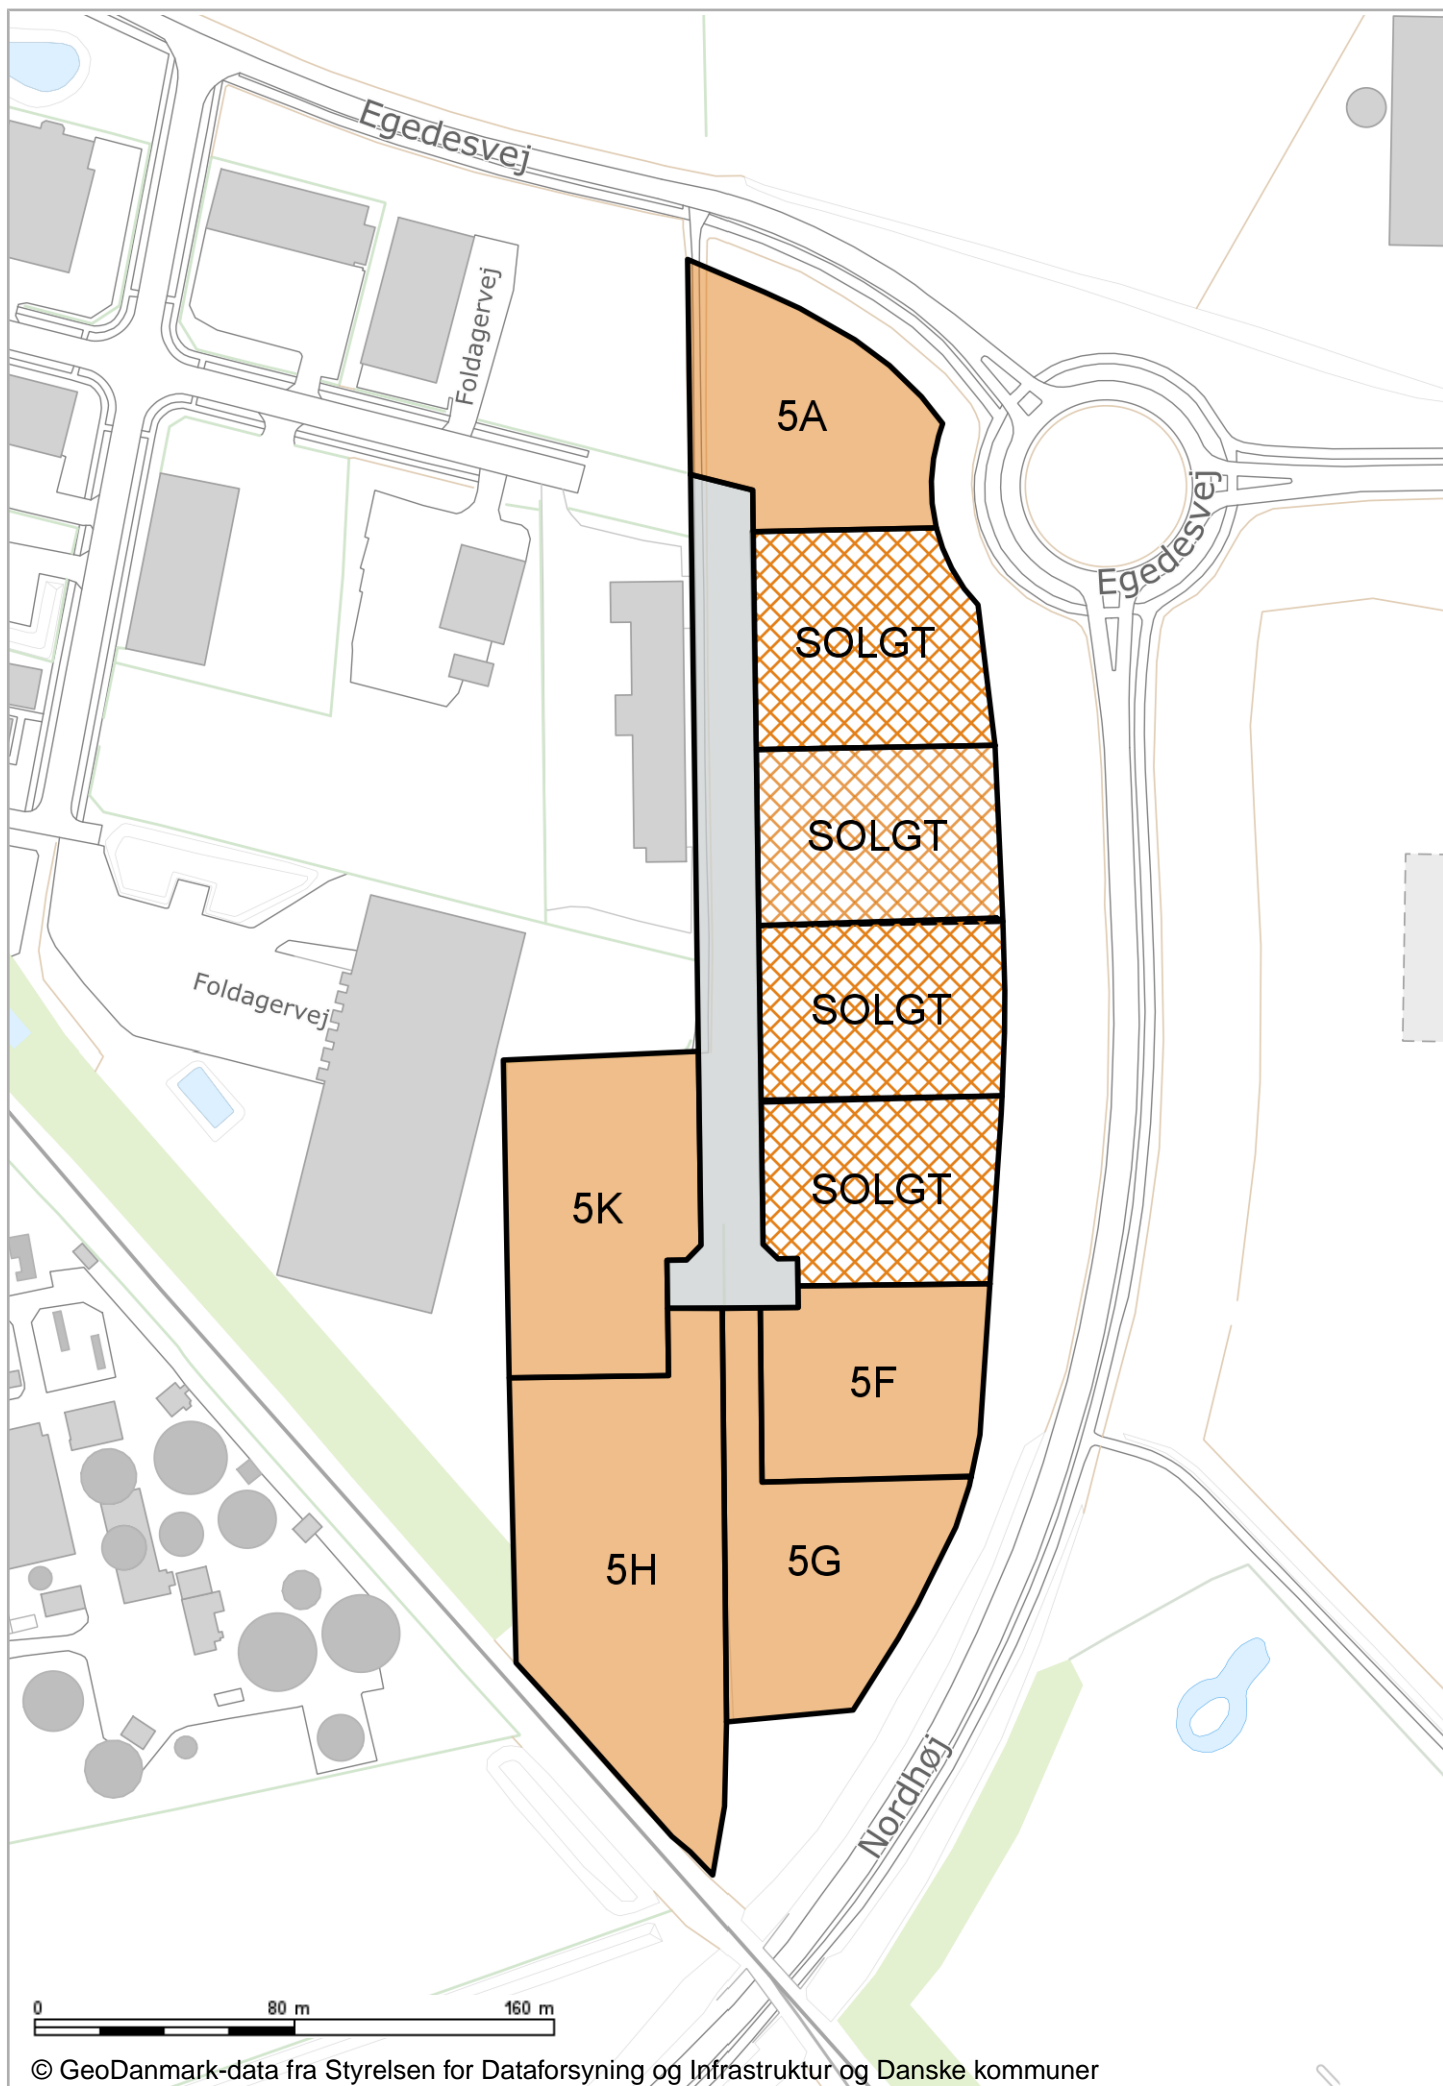 Egedesvej
Foldagervej
5A
Egedesvej
SOLGT
SOLGT
Foldagervej
SOLGT
5K
SOLGT
5F
5H
5G
Nordhøj
0 80 m 160 m
© GeoDanmark-data fra Styrelsen for Dataforsyning og Infrastruktur og Danske kommuner